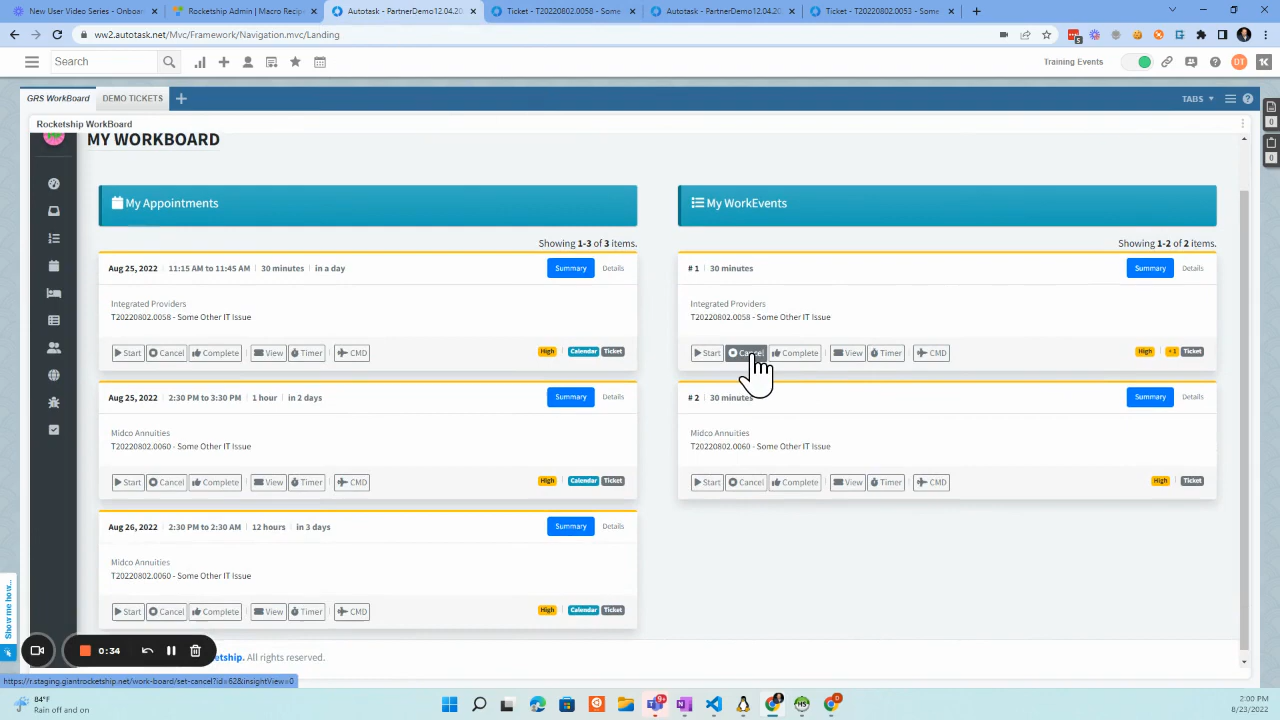 New User Video Series - Onboar
Rocketship Admin | Macro Recip
Autotask - PartnerDemo12.04.20
Ticket - T20220802.0058 - Some
Autotask - PartnerDemo12.04.20
Ticket - T20220802.0053 - Some
ww2.autotask.net/Mvc/Framework/Navigation.mvc/Landing
Search
Training Events
DT
GRS WorkBoard
DEMO TICKETS
TABS
Rocketship WorkBoard
0
0
MY WORKBOARD
My Appointments
My WorkEvents
Showing 1-3 of 3 items.
Showing 1-2 of 2 items.
Aug 25, 2022 | 11:15 AM to 11:45 AM | 30 minutes | in a day Summary Details
# 1 | 30 minutes Summary Details
Integrated Providers
T20220802.0058 - Some Other IT Issue
Integrated Providers
T20220802.0058 - Some Other IT Issue
Start Cancel Complete View Timer CMD High Calendar Ticket
Start Cancel Complete View Timer CMD High +1 Ticket
Aug 25, 2022 | 2:30 PM to 3:30 PM | 1 hour | in 2 days Summary Details
# 2 | 30 minutes Summary Details
Midco Annuities
T20220802.0060 - Some Other IT Issue
Midco Annuities
T20220802.0060 - Some Other IT Issue
Start Cancel Complete View Timer CMD High Calendar Ticket
Start Cancel Complete View Timer CMD High Ticket
Aug 26, 2022 | 2:30 PM to 2:30 AM | 12 hours | in 3 days Summary Details
Midco Annuities
T20220802.0060 - Some Other IT Issue
Start Cancel Complete View Timer CMD High Calendar Ticket
Show me how...
0:34
etship. All rights reserved.
https://r.staging.giantrocketship.net/work-board/set-cancel?id=62&insightView=0
84°F
Rain off and on
2:00 PM
8/23/2022